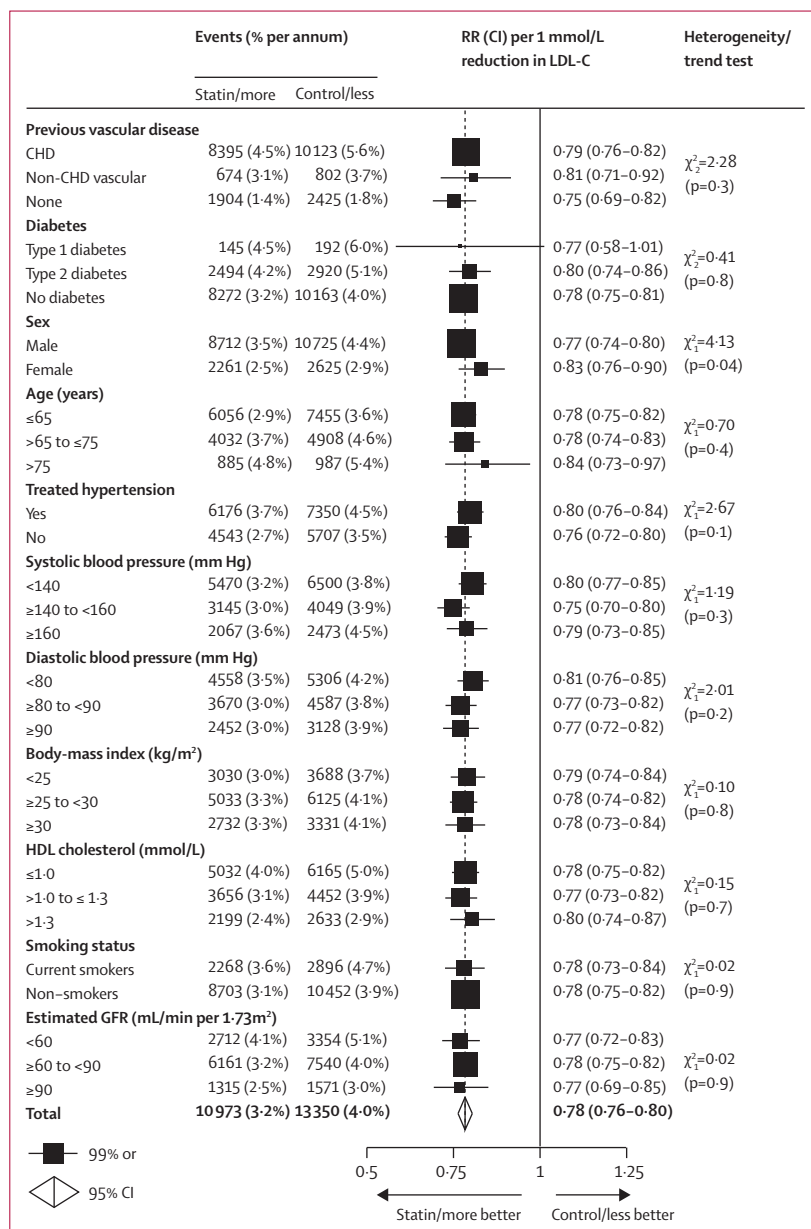 Events (% per annum) RR (CI) per 1 mmol/L Heterogeneity/
reduction in LDL-C trend test
Statin/more Control/less
Previous vascular disease
CHD 8395 (4·5%) 10 123 (5·6%) 0·79 (0·76–0·82)
Non-CHD vascular 674 (3·1%) 802 (3·7%) 0·81 (0·71–0·92) χ²₂=2·28
None 1904 (1·4%) 2425 (1·8%) 0·75 (0·69–0·82) (p=0·3)
Diabetes
Type 1 diabetes 145 (4·5%) 192 (6·0%) 0·77 (0·58–1·01)
Type 2 diabetes 2494 (4·2%) 2920 (5·1%) 0·80 (0·74–0·86) χ²₂=0·41
No diabetes 8272 (3·2%) 10 163 (4·0%) 0·78 (0·75–0·81) (p=0·8)
Sex
Male 8712 (3·5%) 10 725 (4·4%) 0·77 (0·74–0·80) χ²₁=4·13
Female 2261 (2·5%) 2625 (2·9%) 0·83 (0·76–0·90) (p=0·04)
Age (years)
≤65 6056 (2·9%) 7455 (3·6%) 0·78 (0·75–0·82)
>65 to ≤75 4032 (3·7%) 4908 (4·6%) 0·78 (0·74–0·83) χ²₁=0·70
>75 885 (4·8%) 987 (5·4%) 0·84 (0·73–0·97) (p=0·4)
Treated hypertension
Yes 6176 (3·7%) 7350 (4·5%) 0·80 (0·76–0·84) χ²₁=2·67
No 4543 (2·7%) 5707 (3·5%) 0·76 (0·72–0·80) (p=0·1)
Systolic blood pressure (mm Hg)
<140 5470 (3·2%) 6500 (3·8%) 0·80 (0·77–0·85)
≥140 to <160 3145 (3·0%) 4049 (3·9%) 0·75 (0·70–0·80) χ²₁=1·19
≥160 2067 (3·6%) 2473 (4·5%) 0·79 (0·73–0·85) (p=0·3)
Diastolic blood pressure (mm Hg)
<80 4558 (3·5%) 5306 (4·2%) 0·81 (0·76–0·85)
≥80 to <90 3670 (3·0%) 4587 (3·8%) 0·77 (0·73–0·82) χ²₁=2·01
≥90 2452 (3·0%) 3128 (3·9%) 0·77 (0·72–0·82) (p=0·2)
Body-mass index (kg/m²)
<25 3030 (3·0%) 3688 (3·7%) 0·79 (0·74–0·84)
≥25 to <30 5033 (3·3%) 6125 (4·1%) 0·78 (0·74–0·82) χ²₁=0·10
≥30 2732 (3·3%) 3331 (4·1%) 0·78 (0·73–0·84) (p=0·8)
HDL cholesterol (mmol/L)
≤1·0 5032 (4·0%) 6165 (5·0%) 0·78 (0·75–0·82)
>1·0 to ≤ 1·3 3656 (3·1%) 4452 (3·9%) 0·77 (0·73–0·82) χ²₁=0·15
>1·3 2199 (2·4%) 2633 (2·9%) 0·80 (0·74–0·87) (p=0·7)
Smoking status
Current smokers 2268 (3·6%) 2896 (4·7%) 0·78 (0·73–0·84) χ²₁=0·02
Non–smokers 8703 (3·1%) 10 452 (3·9%) 0·78 (0·75–0·82) (p=0·9)
Estimated GFR (mL/min per 1·73m²)
<60 2712 (4·1%) 3354 (5·1%) 0·77 (0·72–0·83)
≥60 to <90 6161 (3·2%) 7540 (4·0%) 0·78 (0·75–0·82) χ²₁=0·02
≥90 1315 (2·5%) 1571 (3·0%) 0·77 (0·69–0·85) (p=0·9)
Total 10 973 (3·2%) 13 350 (4·0%) 0·78 (0·76–0·80)
99% or
95% CI
0·5 0·75 1 1·25
Statin/more better Control/less better